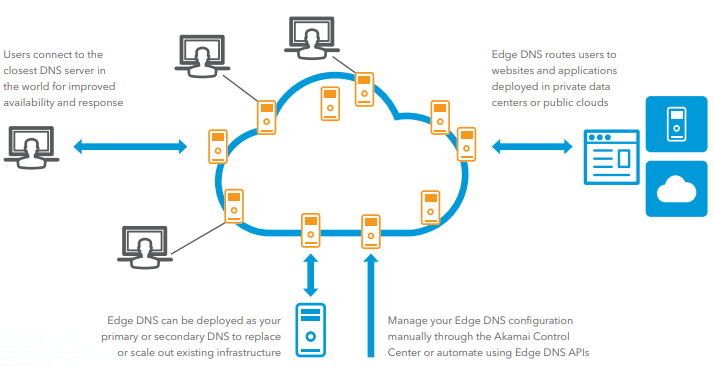 Users connect to the
closest DNS server in
the world for improved
availability and response
Edge DNS routes users to
websites and applications
deployed in private data
centers or public clouds
Edge DNS can be deployed as your
primary or secondary DNS to replace
or scale out existing infrastructure
Manage your Edge DNS configuration
manually through the Akamai Control
Center or automate using Edge DNS APIs